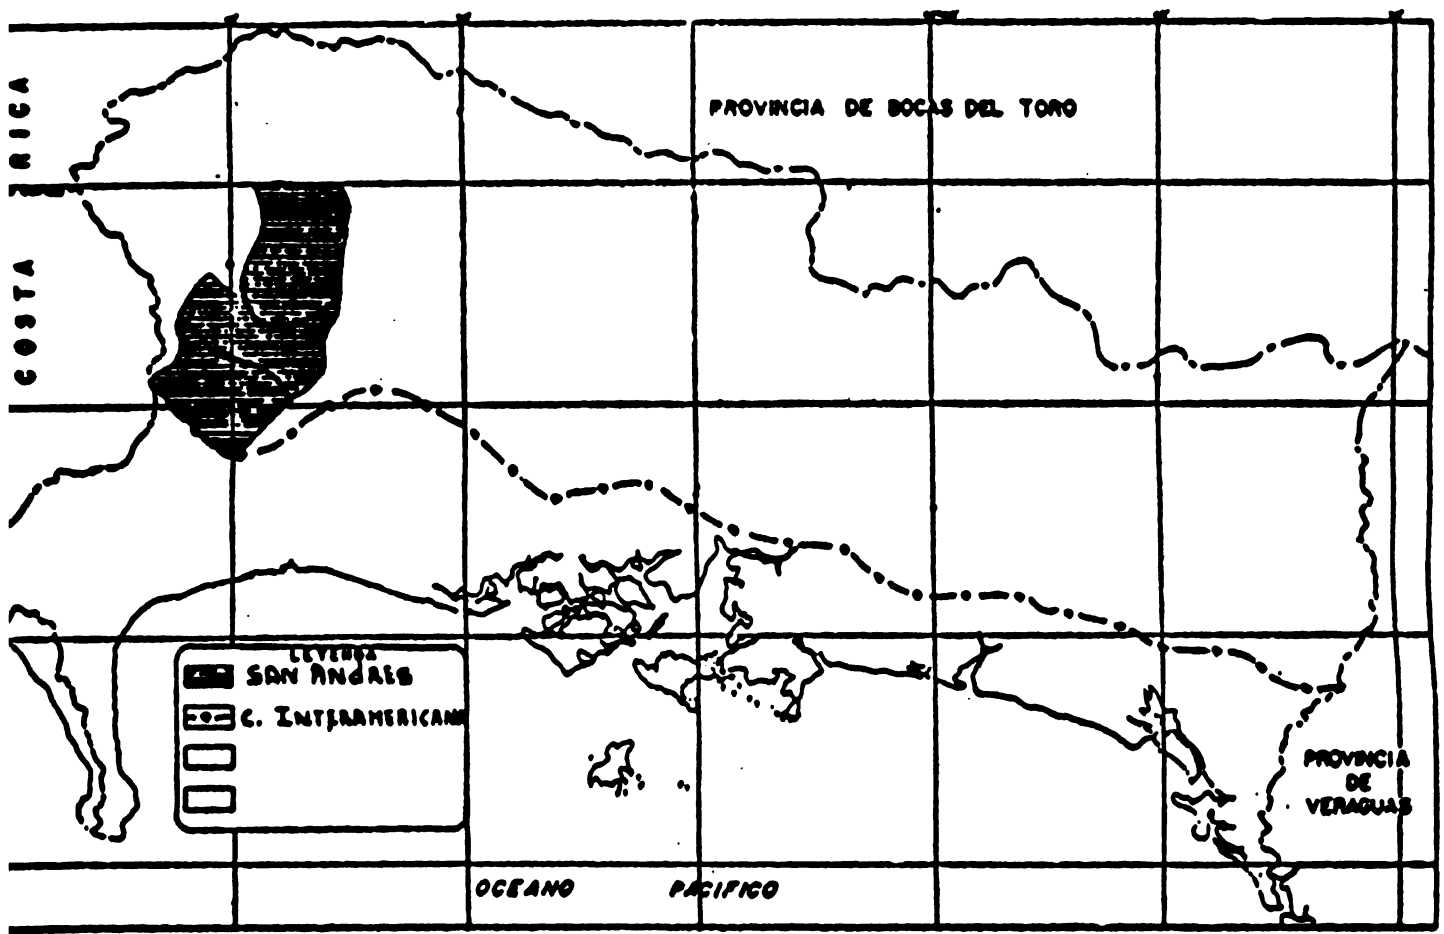 PROVINCIA DE BOCAS DEL TORO
COSTA RICA
LEYENDA
SAN ANDRES
C. INTERAMERICANA
PROVINCIA
DE
VERAGUAS
OCEANO PACIFICO